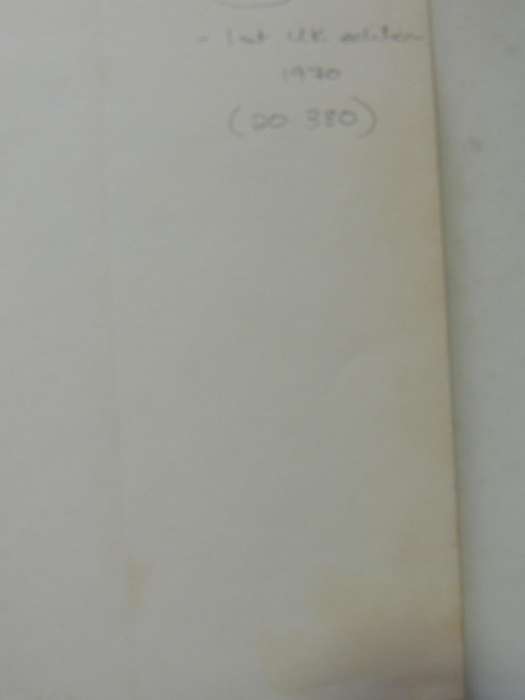 - 1st U.K. edition
1970
(20 380)